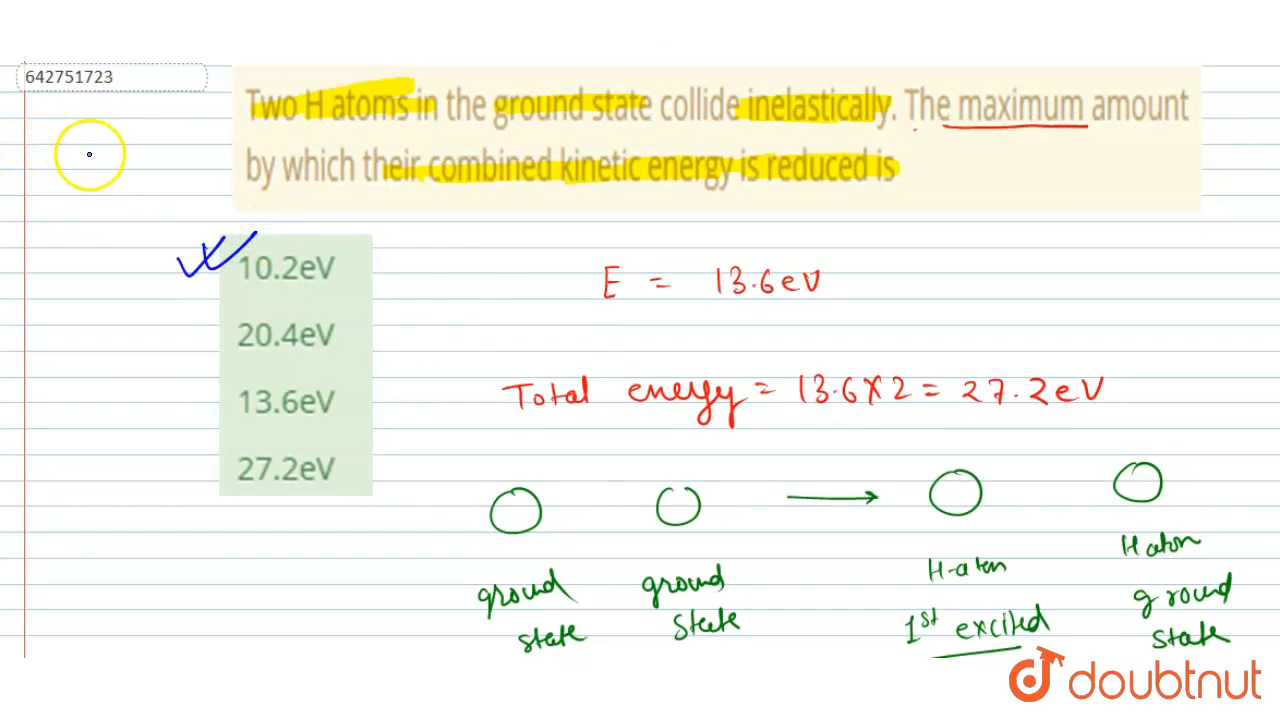 642751723
Two H atoms in the ground state collide inelastically. The maximum amount
by which their combined kinetic energy is reduced is
10.2eV
20.4eV
13.6eV
27.2eV
E = 13.6eV
Total energy = 13.6X2 = 27.2eV
ground
state
ground
State
H-atom
1st excited
H atom
ground
State
doubtnut